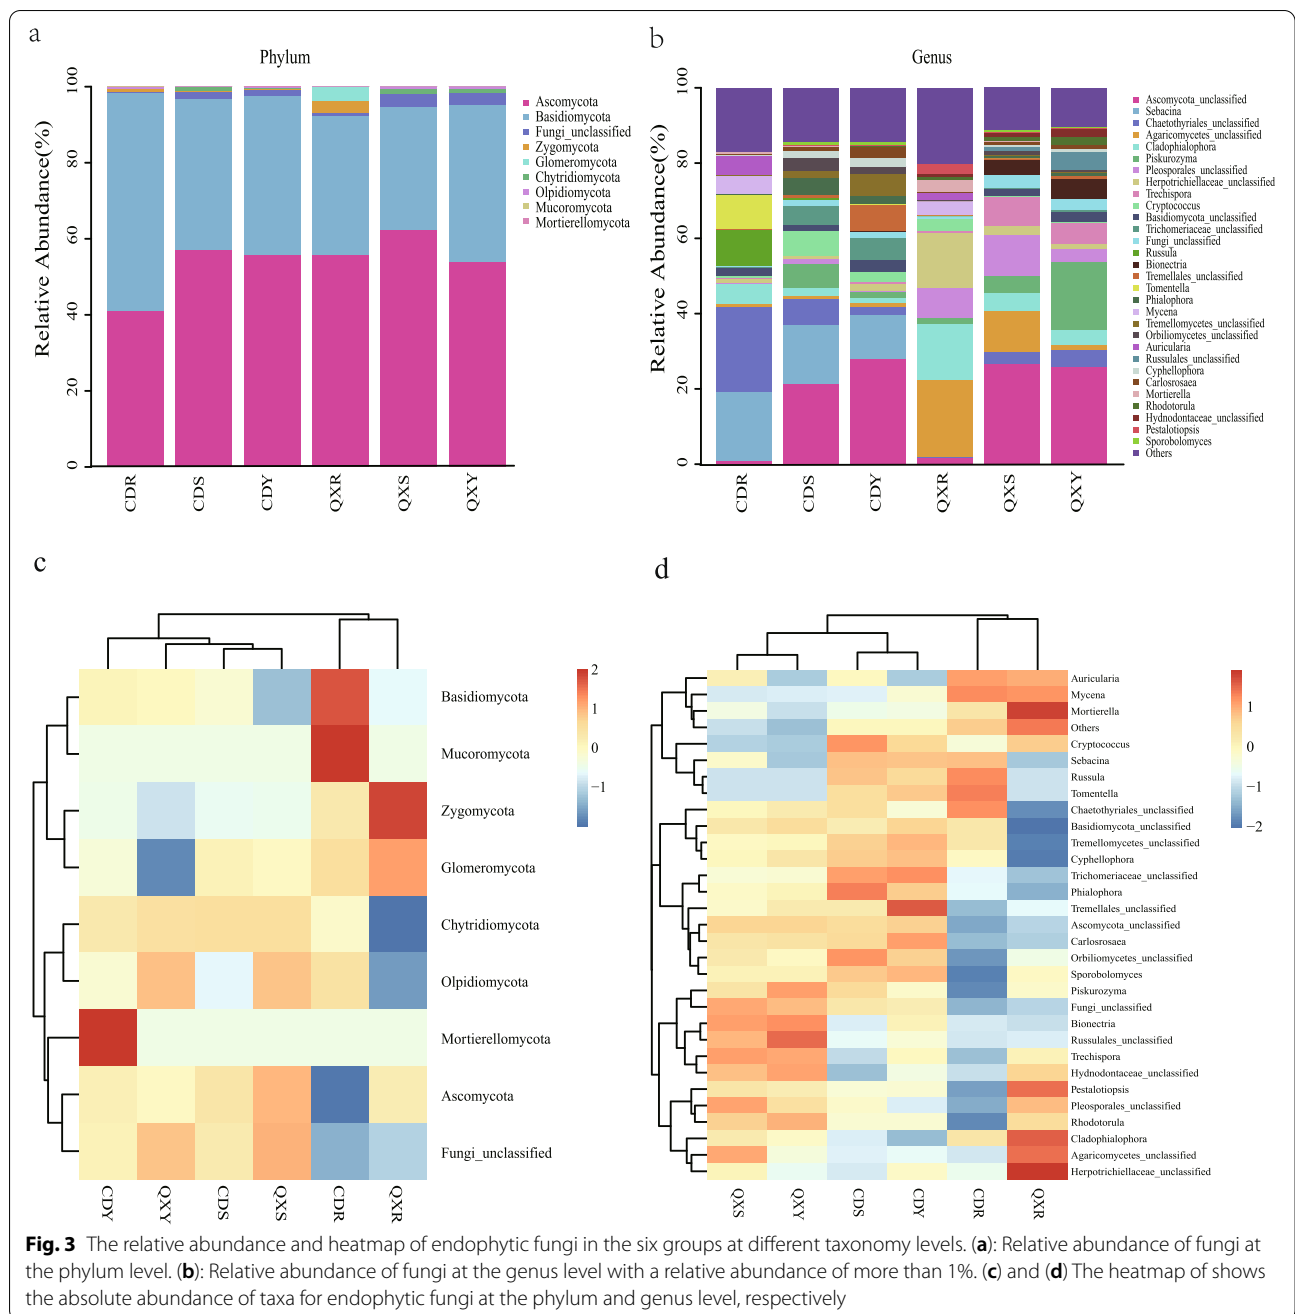 a
Phylum
Relative Abundance(%)
100
80
60
40
20
0
CDR
CDS
CDY
QXR
QXS
QXY
Ascomycota
Basidiomycota
Fungi_unclassified
Zygomycota
Glomeromycota
Chytridiomycota
Olpidiomycota
Mucoromycota
Mortierellomycota
b
Genus
Relative Abundance(%)
100
80
60
40
20
0
CDR
CDS
CDY
QXR
QXS
QXY
Ascomycota_unclassified
Sebacina
Chaetothyriales_unclassified
Agaricomycetes_unclassified
Cladophialophora
Piskurozyma
Pleosporales_unclassified
Herpotrichiellaceae_unclassified
Trechispora
Cryptococcus
Basidiomycota_unclassified
Trichomeriaceae_unclassified
Fungi_unclassified
Russula
Bionectria
Tremellales_unclassified
Tomentella
Phialophora
Mycena
Tremellomycetes_unclassified
Orbiliomycetes_unclassified
Auricularia
Russulales_unclassified
Cyphellophora
Carlosrosaea
Mortierella
Rhodotorula
Hydnodontaceae_unclassified
Pestalotiopsis
Sporobolomyces
Others
c
2
1
0
−1
Basidiomycota
Mucoromycota
Zygomycota
Glomeromycota
Chytridiomycota
Olpidiomycota
Mortierellomycota
Ascomycota
Fungi_unclassified
CDY
QXY
CDS
QXS
CDR
QXR
d
1
0
−1
−2
Auricularia
Mycena
Mortierella
Others
Cryptococcus
Sebacina
Russula
Tomentella
Chaetothyriales_unclassified
Basidiomycota_unclassified
Tremellomycetes_unclassified
Cyphellophora
Trichomeriaceae_unclassified
Phialophora
Tremellales_unclassified
Ascomycota_unclassified
Carlosrosaea
Orbiliomycetes_unclassified
Sporobolomyces
Piskurozyma
Fungi_unclassified
Bionectria
Russulales_unclassified
Trechispora
Hydnodontaceae_unclassified
Pestalotiopsis
Pleosporales_unclassified
Rhodotorula
Cladophialophora
Agaricomycetes_unclassified
Herpotrichiellaceae_unclassified
QXS
QXY
CDS
CDY
CDR
QXR
Fig. 3 The relative abundance and heatmap of endophytic fungi in the six groups at different taxonomy levels. (a): Relative abundance of fungi at
the phylum level. (b): Relative abundance of fungi at the genus level with a relative abundance of more than 1%. (c) and (d) The heatmap of shows
the absolute abundance of taxa for endophytic fungi at the phylum and genus level, respectively